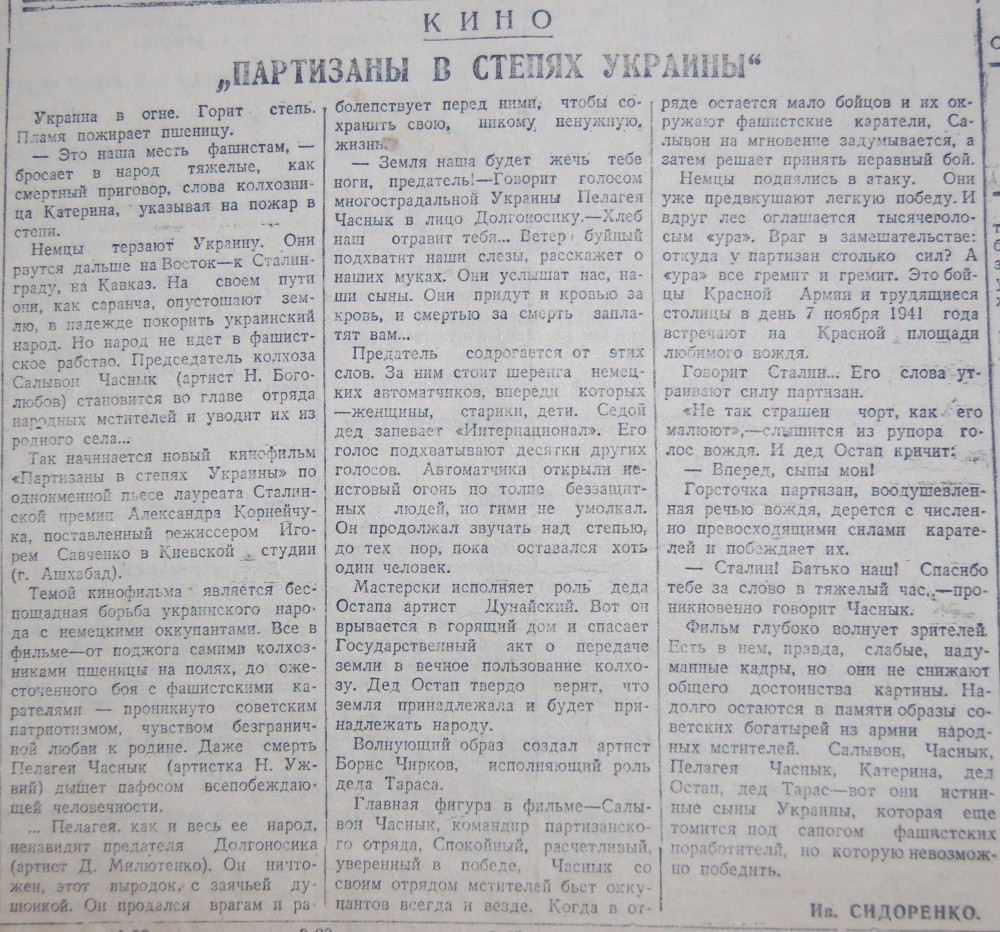 КИНО
„ПАРТИЗАНЫ В СТЕПЯХ УКРАИНЫ“
Украина в огне. Горит степь.
Пламя пожирает пшеницу.
— Это наша месть фашистам, —
бросает в народ тяжелые, как
смертный приговор, слова колхозни-
ца Катерина, указывая на пожар в
степи.
Немцы терзают Украину. Они
рвутся дальше на Восток—к Сталин-
граду, на Кавказ. На своем пути
они, как саранча, опустошают зем-
лю, в надежде покорить украинский
народ. Но народ не идет в фашист-
ское рабство. Председатель колхоза
Салывон Часнык (артист Н. Бого-
любов) становится во главе отряда
народных мстителей и уводит их из
родного села...
Так начинается новый кинофильм
«Партизаны в степях Украины» по
одноименной пьесе лауреата Сталин-
ской премии Александра Корнейчу-
ка, поставленный режиссером Иго-
рем Савченко в Киевской студии
(г. Ашхабад).
Темой кинофильма является бес-
пощадная борьба украинского наро-
да с немецкими оккупантами. Все в
фильме—от поджога самими колхоз-
никами пшеницы на полях, до оже-
сточенного боя с фашистскими ка-
рателями — проникнуто советским
патриотизмом, чувством безгранич-
ной любви к родине. Даже смерть
Пелагеи Часнык (артистка Н. Уж-
вий) дышет пафосом всепобеждаю-
щей человечности.
... Пелагея, как и весь ее народ,
ненавидит предателя Долгоносика
(артист Д. Милютенко). Он ничто-
жен, этот выродок, с заячьей ду-
шонкой. Он продался врагам и ра-
болепствует перед ними, чтобы со-
хранить свою, никому ненужную,
жизнь.
— Земля наша будет жечь тебе
ноги, предатель!—Говорит голосом
многострадальной Украины Пелагея
Часнык в лицо Долгоносику.—Хлеб
наш отравит тебя... Ветер буйный
подхватит наши слезы, расскажет о
наших муках. Они услышат нас, на-
ши сыны. Они придут и кровью за
кровь, и смертью за смерть запла-
тят вам...
Предатель содрогается от этих
слов. За ним стоит шеренга немец-
ких автоматчиков, впереди которых
—женщины, старики, дети. Седой
дед запевает «Интернационал». Его
голос подхватывают десятки других
голосов. Автоматчики открыли не-
истовый огонь по толпе беззащит-
ных людей, но гимн не умолкал.
Он продолжал звучать над степью,
до тех пор, пока оставался хоть
один человек.
Мастерски исполняет роль деда
Остапа артист Дунайский. Вот он
врывается в горящий дом и спасает
Государственный акт о передаче
земли в вечное пользование колхо-
зу. Дед Остап твердо верит, что
земля принадлежала и будет при-
надлежать народу.
Волнующий образ создал артист
Борис Чирков, исполняющий роль
деда Тараса.
Главная фигура в фильме—Салы-
вон Часнык, командир партизанско-
го отряда, Спокойный, расчетливый,
уверенный в победе, Часнык со
своим отрядом мстителей бьет окку-
пантов всегда и везде. Когда в от-
ряде остается мало бойцов и их ок-
ружают фашистские каратели, Са-
лывон на мгновение задумывается, а
затем решает принять неравный бой.
Немцы поднялись в атаку. Они
уже предвкушают легкую победу. И
вдруг лес оглашается тысячеголо-
сым «ура». Враг в замешательстве:
откуда у партизан столько сил? А
«ура» все гремит и гремит. Это бой-
цы Красной Армии и трудящиеся
столицы в день 7 ноября 1941 года
встречают на Красной площади
любимого вождя.
Говорит Сталин... Его слова ут-
раивают силу партизан.
«Не так страшен чорт, как его
малюют»,—слышится из рупора го-
лос вождя. И дед Остап кричит:
— Вперед, сыны мои!
Горсточка партизан, воодушевлен-
ная речью вождя, дерется с числен-
но превосходящими силами карате-
лей и побеждает их.
— Сталин! Батько наш! Спасибо
тебе за слово в тяжелый час,—про-
никновенно говорит Часнык.
Фильм глубоко волнует зрителей.
Есть в нем, правда, слабые, наду-
манные кадры, но они не снижают
общего достоинства картины. На-
долго остаются в памяти образы со-
ветских богатырей из армии народ-
ных мстителей. Салывон, Часнык,
Пелагея Часнык, Катерина, дед
Остап, дед Тарас—вот они истин-
ные сыны Украины, которая еще
томится под сапогом фашистских
поработителй, но которую невозмож-
но победить.
Ив. СИДОРЕНКО.